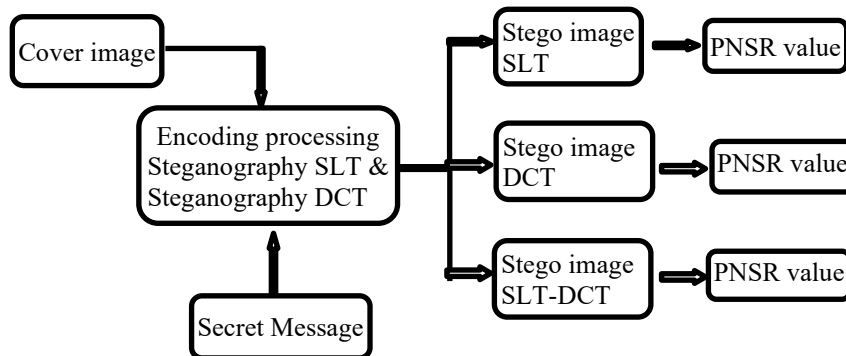 Cover image
Encoding processing
Steganography SLT &
Steganography DCT
Secret Message
Stego image
SLT
PNSR value
Stego image
DCT
PNSR value
Stego image
SLT-DCT
PNSR value